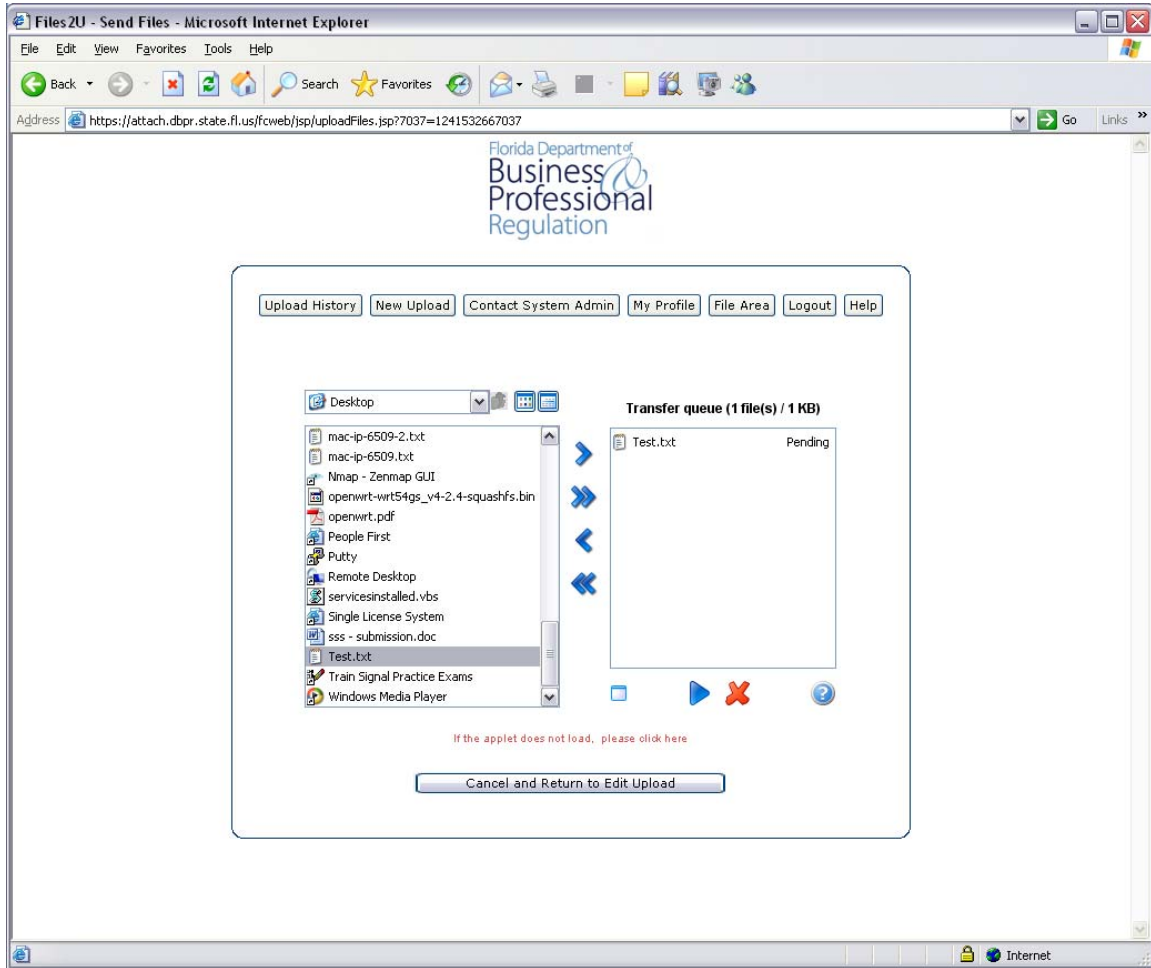 Files2U - Send Files - Microsoft Internet Explorer
File Edit View Favorites Tools Help
Back Search Favorites
Address https://attach.dbpr.state.fl.us/fcweb/jsp/uploadFiles.jsp?7037=1241532667037 Go Links »
Florida Department of
Business &
Professional
Regulation
Upload History New Upload Contact System Admin My Profile File Area Logout Help
Desktop
Transfer queue (1 file(s) / 1 KB)
mac-ip-6509-2.txt
mac-ip-6509.txt
Nmap - Zenmap GUI
openwrt-wrt54gs_v4-2.4-squashfs.bin
openwrt.pdf
People First
Putty
Remote Desktop
servicesinstalled.vbs
Single License System
sss - submission.doc
Test.txt
Train Signal Practice Exams
Windows Media Player
Test.txt Pending
If the applet does not load, please click here
Cancel and Return to Edit Upload
Internet